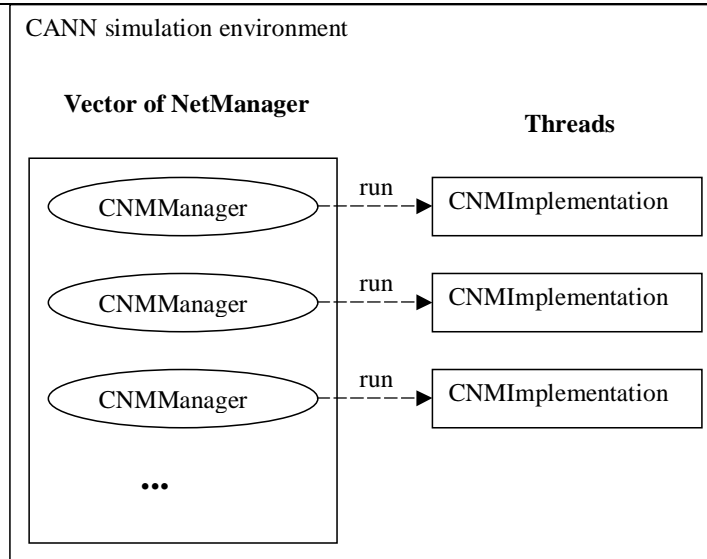 CANN simulation environment
Vector of NetManager
Threads
CNMManager
run
CNMImplementation
CNMManager
run
CNMImplementation
CNMManager
run
CNMImplementation
...